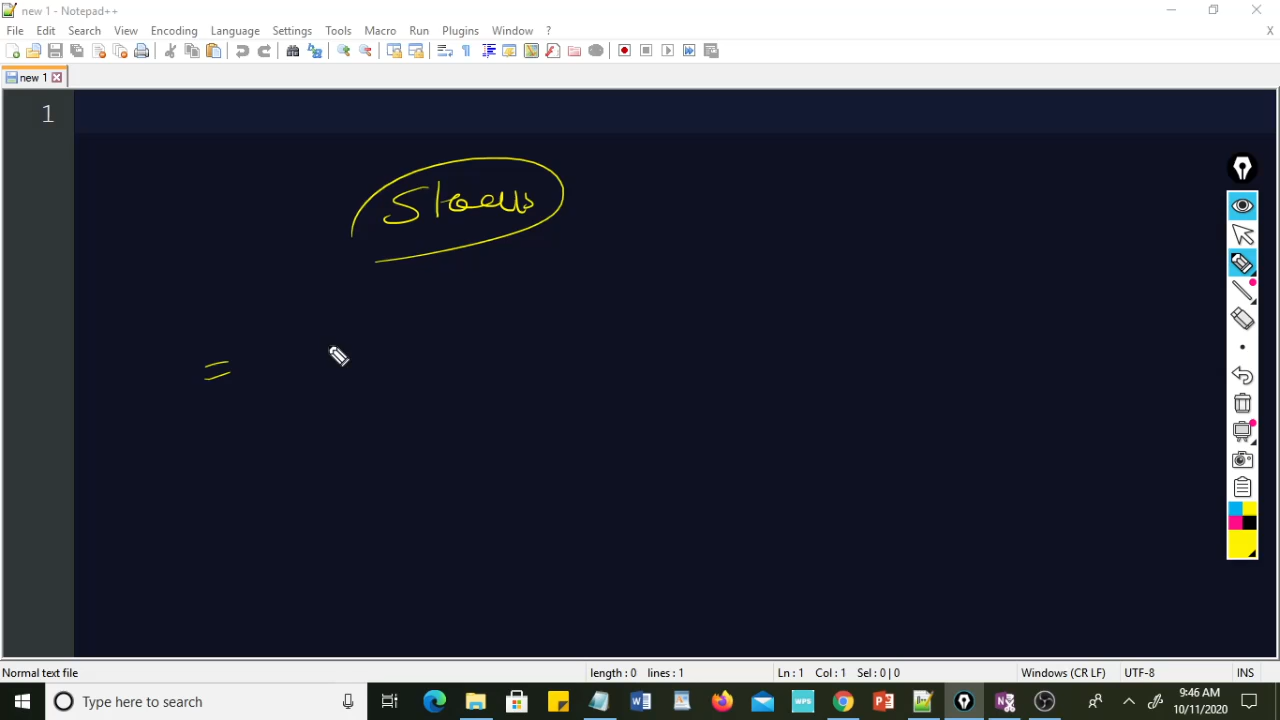 new 1 - Notepad++
File Edit Search View Encoding Language Settings Tools Macro Run Plugins Window ? X
new 1
1
=
Normal text file length : 0 lines : 1 Ln : 1 Col : 1 Sel : 0 | 0 Windows (CR LF) UTF-8 INS
Type here to search
WPS
9:46 AM
10/11/2020